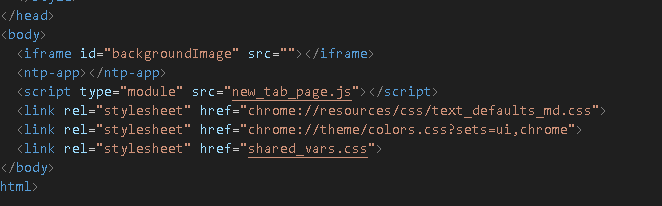 </head>
<body>
<iframe id="backgroundImage" src=""></iframe>
<ntp-app></ntp-app>
<script type="module" src="new_tab_page.js"></script>
<link rel="stylesheet" href="chrome://resources/css/text_defaults_md.css">
<link rel="stylesheet" href="chrome://theme/colors.css?sets=ui,chrome">
<link rel="stylesheet" href="shared_vars.css">
</body>
html>